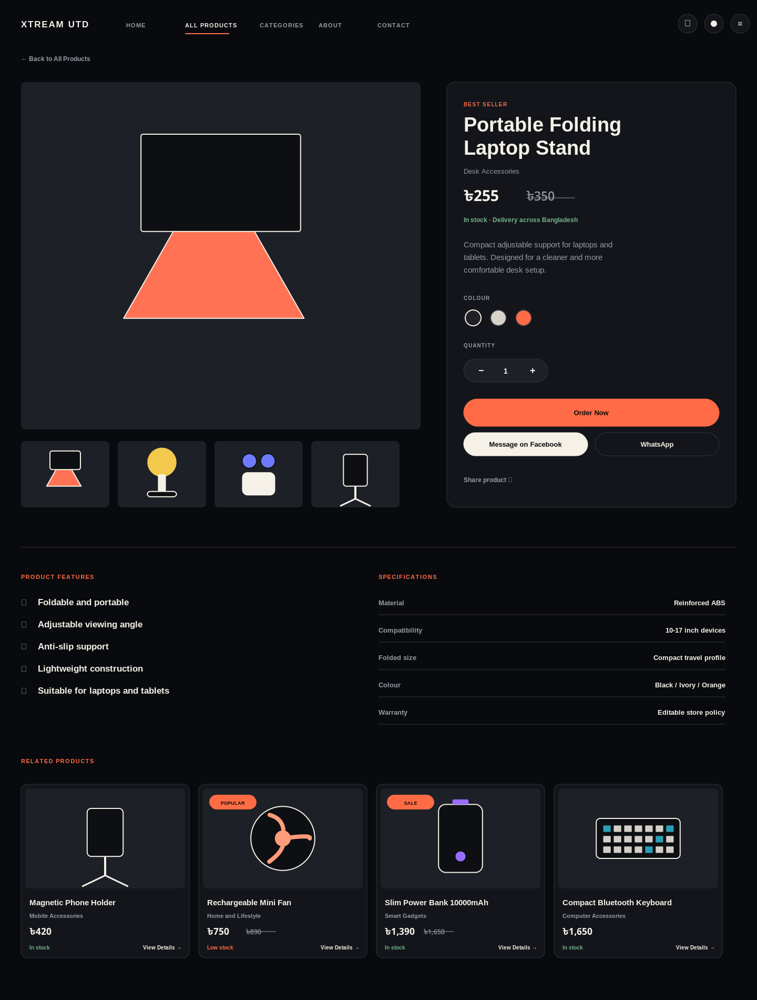 XTREAM UTD
HOME
ALL PRODUCTS
CATEGORIES
ABOUT
CONTACT
← Back to All Products
BEST SELLER
Portable Folding
Laptop Stand
Desk Accessories
৳255 ৳350
In stock · Delivery across Bangladesh
Compact adjustable support for laptops and
tablets. Designed for a cleaner and more
comfortable desk setup.
COLOUR
QUANTITY
− 1 +
Order Now
Message on Facebook
WhatsApp
Share product
PRODUCT FEATURES
Foldable and portable
Adjustable viewing angle
Anti-slip support
Lightweight construction
Suitable for laptops and tablets
SPECIFICATIONS
Material Reinforced ABS
Compatibility 10-17 inch devices
Folded size Compact travel profile
Colour Black / Ivory / Orange
Warranty Editable store policy
RELATED PRODUCTS
Magnetic Phone Holder
Mobile Accessories
৳420
In stock View Details →
POPULAR
Rechargeable Mini Fan
Home and Lifestyle
৳750 ৳890
Low stock View Details →
SALE
Slim Power Bank 10000mAh
Smart Gadgets
৳1,390 ৳1,650
In stock View Details →
Compact Bluetooth Keyboard
Computer Accessories
৳1,650
In stock View Details →